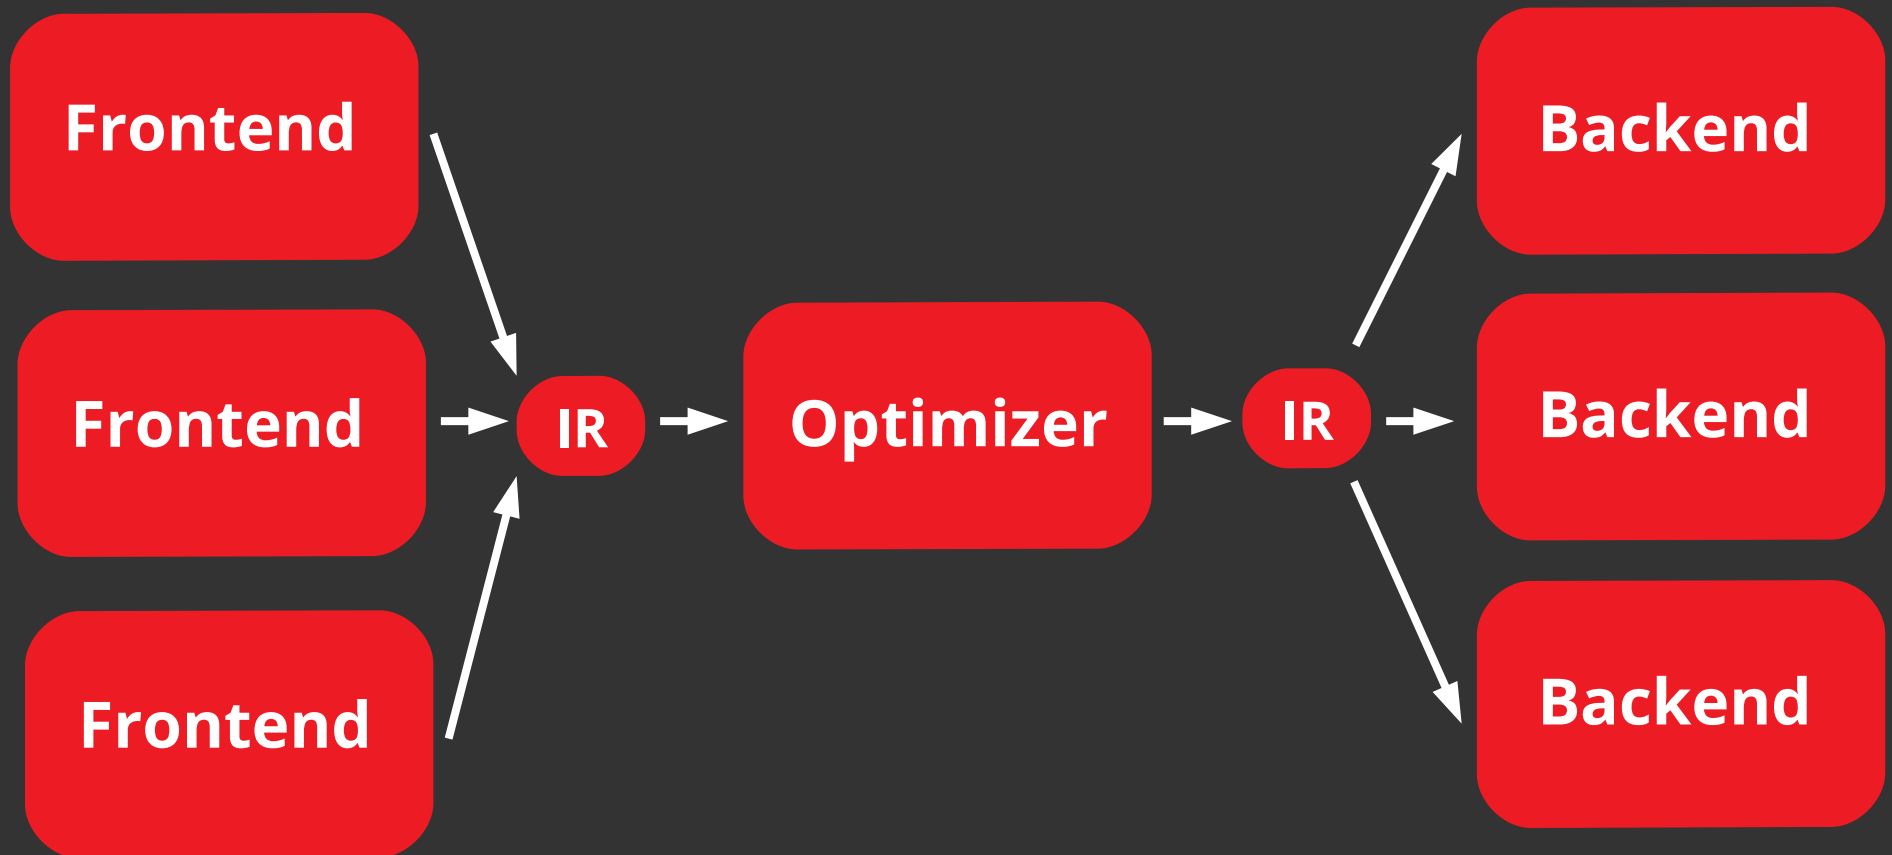 Frontend
Frontend
Frontend
IR
Optimizer
IR
Backend
Backend
Backend